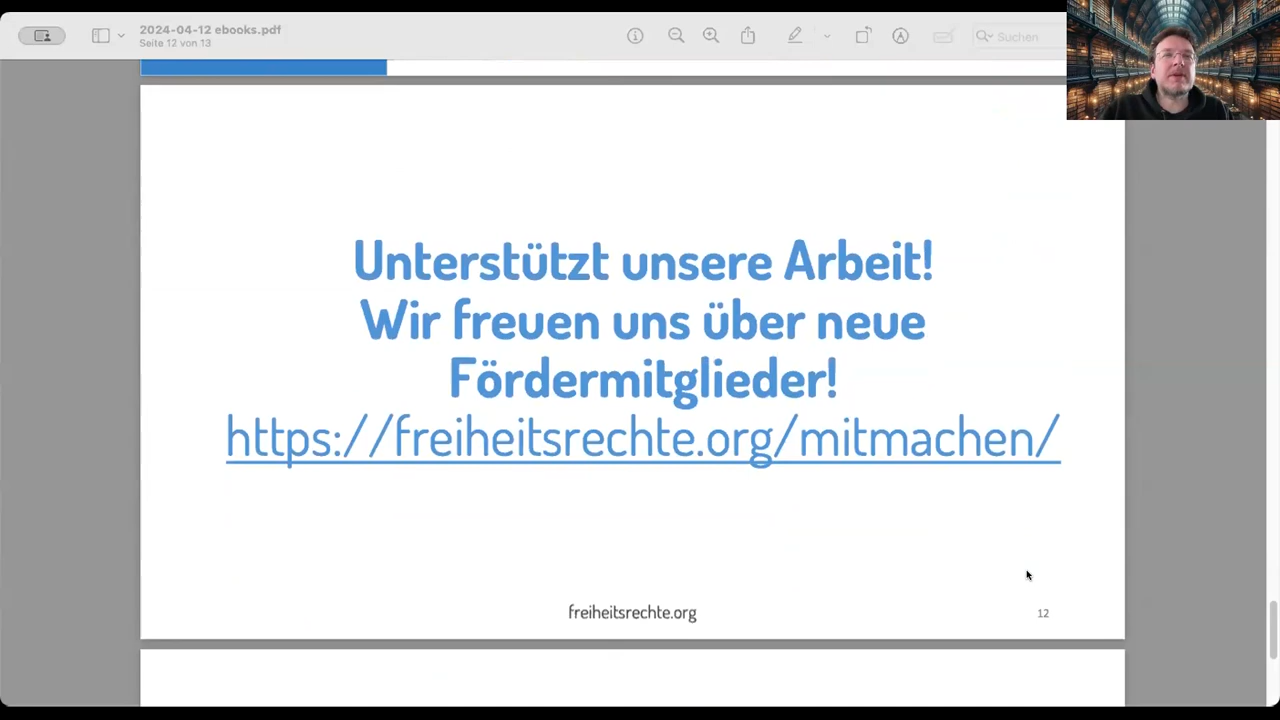 2024-04-12 ebooks.pdf
Seite 12 von 13
Suchen
Unterstützt unsere Arbeit!
Wir freuen uns über neue
Fördermitglieder!
https://freiheitsrechte.org/mitmachen/
freiheitsrechte.org
12